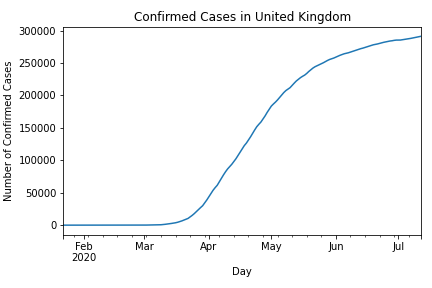 Confirmed Cases in United Kingdom
300000
250000
200000
150000
100000
50000
0
Number of Confirmed Cases
Feb Mar Apr May Jun Jul
2020
Day